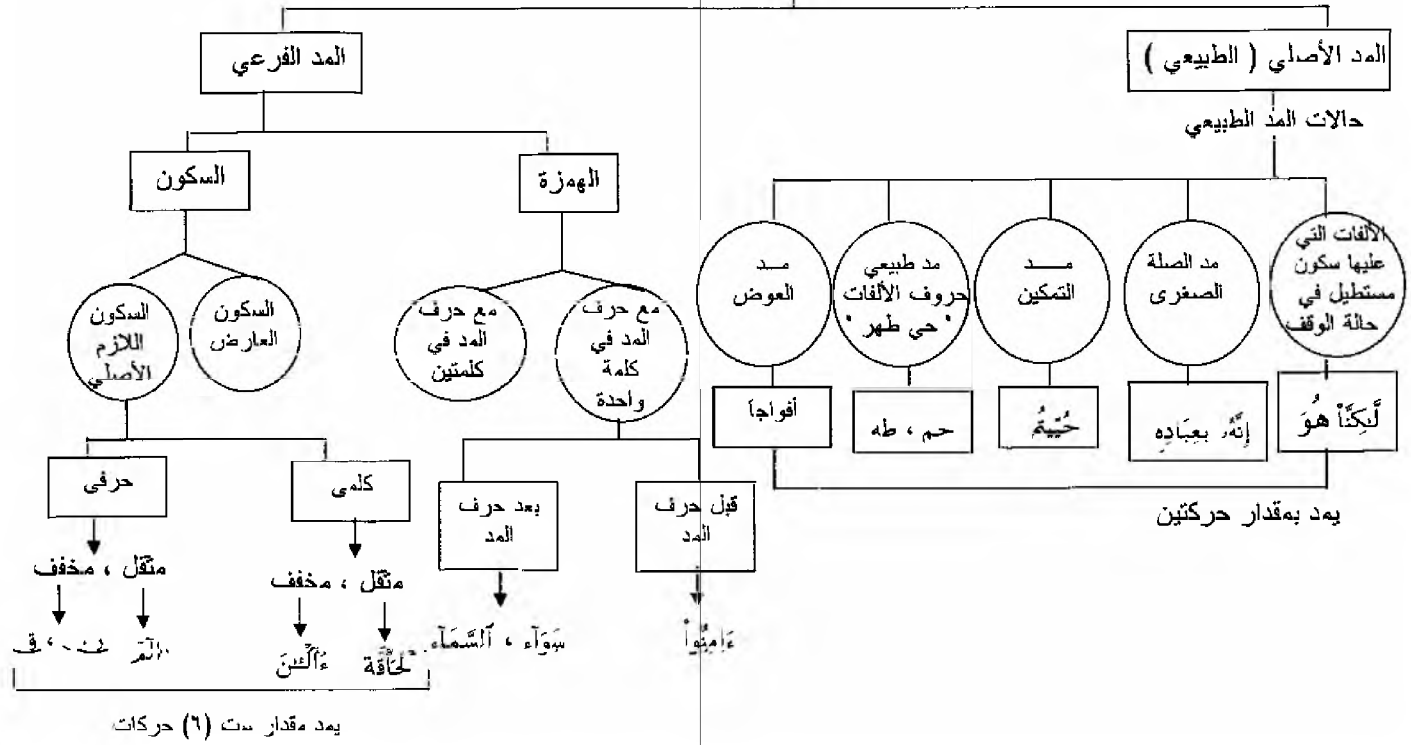 المد الأصلي ( الطبيعي )
المد الفرعي
حالات المد الطبيعي
الألفات التي
عليها سكون
مستطيل في
حالة الوقف
مد الصلة
الصغرى
مد
التمكين
مد طبيعي
حروف الألفات
" حي طهر "
مد
العوض
لَّٰكِنَّا۠ هُوَ
إِنَّهُۥ بِعِبَادِهِ
حُيِّيتُم
حم ، طه
أفواجاً
يمد بمقدار حركتين
الهمزة
السكون
مع حرف
المد في
كلمة
واحدة
مع حرف
المد في
كلمتين
السكون
العارض
السكون
اللازم
الأصلي
قبل حرف
المد
بعد حرف
المد
كلمى
حرفى
ءَامِنُوا۟
سَوَآء ، ٱلسَّمَآء
مثقل ، مخفف
مثقل ، مخفف
ءَآلْـَٰٔنَ
الٓمٓ
قٓ
يمد مقدار ست (٦) حركات